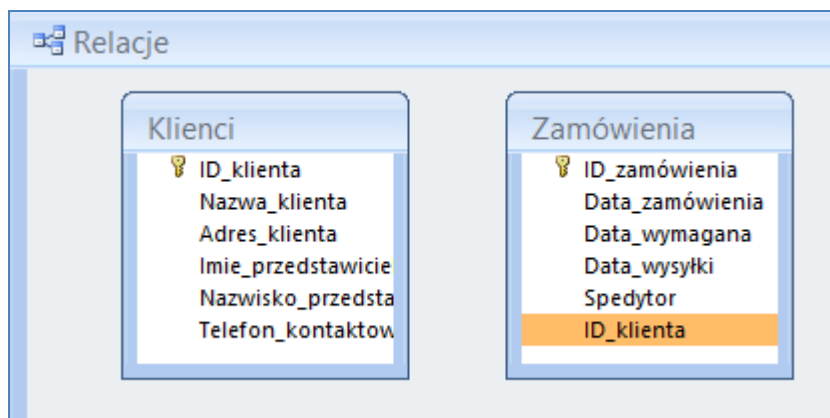 Relacje
Klienci
ID_klienta
Nazwa_klienta
Adres_klienta
Imie_przedstawicie
Nazwisko_przedsta
Telefon_kontaktow
Zamówienia
ID_zamówienia
Data_zamówienia
Data_wymagana
Data_wysyłki
Spedytor
ID_klienta